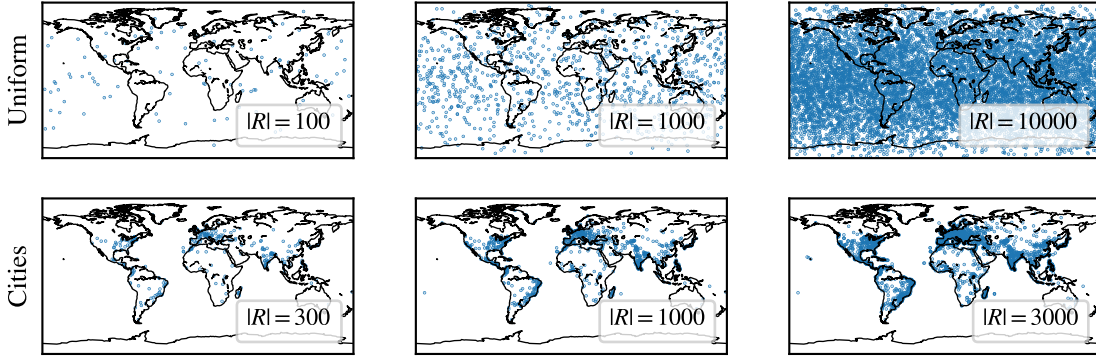 Uniform
|R| = 100
|R| = 1000
|R| = 10000
Cities
|R| = 300
|R| = 1000
|R| = 3000